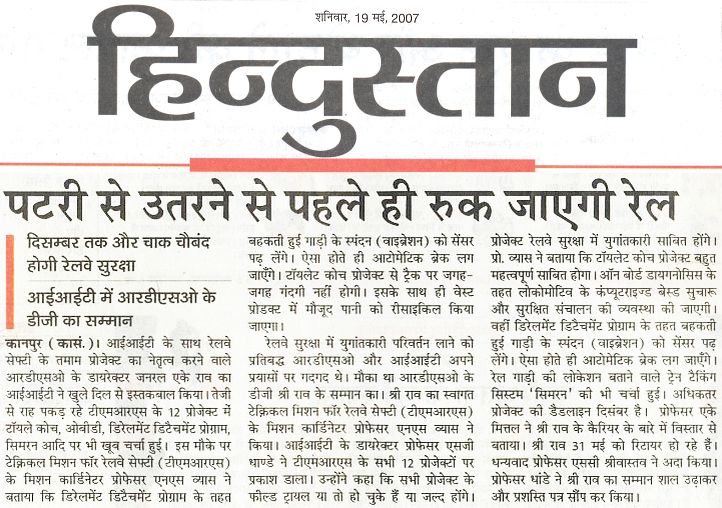 शनिवार, 19 मई, 2007
हिन्दुस्तान
पटरी से उतरने से पहले ही रुक जाएगी रेल
दिसम्बर तक और चाक चौबंद
होगी रेलवे सुरक्षा
आईआईटी में आरडीएसओ के
डीजी का सम्मान
कानपुर (कासं.)। आईआईटी के साथ रेलवे
सेफ्टी के तमाम प्रोजेक्ट का नेतृत्व करने वाले
आरडीएसओ के डायरेक्टर जनरल एके राव का
आईआईटी ने खुले दिल से इस्तकबाल किया। तेजी
से राह पकड़ रहे टीएमआरएस के 12 प्रोजेक्ट में
टॉयलेट कोच, ओबीडी, डिरेलमेंट डिटैचमेंट प्रोग्राम,
सिमरन आदि पर भी खूब चर्चा हुई। इस मौके पर
टेक्निकल मिशन फॉर रेलवे सेफ्टी (टीएमआरएस)
के मिशन कार्डिनेटर प्रोफेसर एनएस व्यास ने
बताया कि डिरेलमेंट डिटैचमेंट प्रोग्राम के तहत
बहकती हुई गाड़ी के स्पंदन (वाइब्रेशन) को सेंसर
पढ़ लेंगे। ऐसा होते ही आटोमेटिक ब्रेक लग
जाएँगे। टॉयलेट कोच प्रोजेक्ट से ट्रैक पर जगह-
जगह गंदगी नहीं होगी। इसके साथ ही वेस्ट
प्रोडक्ट में मौजूद पानी को रीसाइकिल किया
जाएगा।
रेलवे सुरक्षा में युगांतकारी परिवर्तन लाने को
प्रतिबद्ध आरडीएसओ और आईआईटी अपने
प्रयासों पर गदगद थे। मौका था आरडीएसओ के
डीजी श्री राव के सम्मान का। श्री राव का स्वागत
टेक्निकल मिशन फॉर रेलवे सेफ्टी (टीएमआरएस)
के मिशन कार्डिनेटर प्रोफेसर एनएस व्यास ने
किया। आईआईटी के डायरेक्टर प्रोफेसर एसजी
धाण्डे ने टीएमआरएस के सभी 12 प्रोजेक्टों पर
प्रकाश डाला। उन्होंने कहा कि सभी प्रोजेक्ट के
फील्ड ट्रायल या तो हो चुके हैं या जल्द होंगे।
प्रोजेक्ट रेलवे सुरक्षा में युगांतकारी साबित होंगे।
प्रो. व्यास ने बताया कि टॉयलेट कोच प्रोजेक्ट बहुत
महत्वपूर्ण साबित होगा। ऑन बोर्ड डायगनोसिस के
तहत लोकोमोटिव के कंप्यूटराइज्ड बेस्ड सुचारू
और सुरक्षित संचालन की व्यवस्था की जाएगी।
वहीं डिरेलमेंट डिटैचमेंट प्रोग्राम के तहत बहकती
हुई गाड़ी के स्पंदन (वाइब्रेशन) को सेंसर पढ़
लेंगे। ऐसा होते ही आटोमेटिक ब्रेक लग जाएँगे।
रेल गाड़ी की लोकेशन बताने वाले ट्रेन टैकिंग
सिस्टम 'सिमरन' की भी चर्चा हुई। अधिकतर
प्रोजेक्ट की डैडलाइन दिसंबर है। प्रोफेसर एके
मित्तल ने श्री राव के कैरियर के बारे में विस्तार से
बताया। श्री राव 31 मई को रिटायर हो रहे हैं।
धन्यवाद प्रोफेसर एससी श्रीवास्तव ने अदा किया।
प्रोफेसर धांडे ने श्री राव का सम्मान शाल उढ़ाकर
और प्रशस्ति पत्र सौंप कर किया।